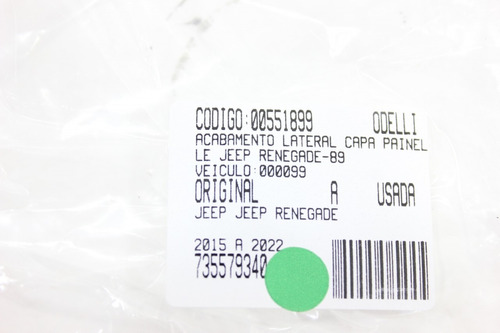 CODIGO:00551899 ODELLI
ACABAMENTO LATERAL CAPA PAINEL
LE JEEP RENEGADE-89
VEICULO:000099
ORIGINAL A USADA
JEEP JEEP RENEGADE
2015 A 2022
735579340